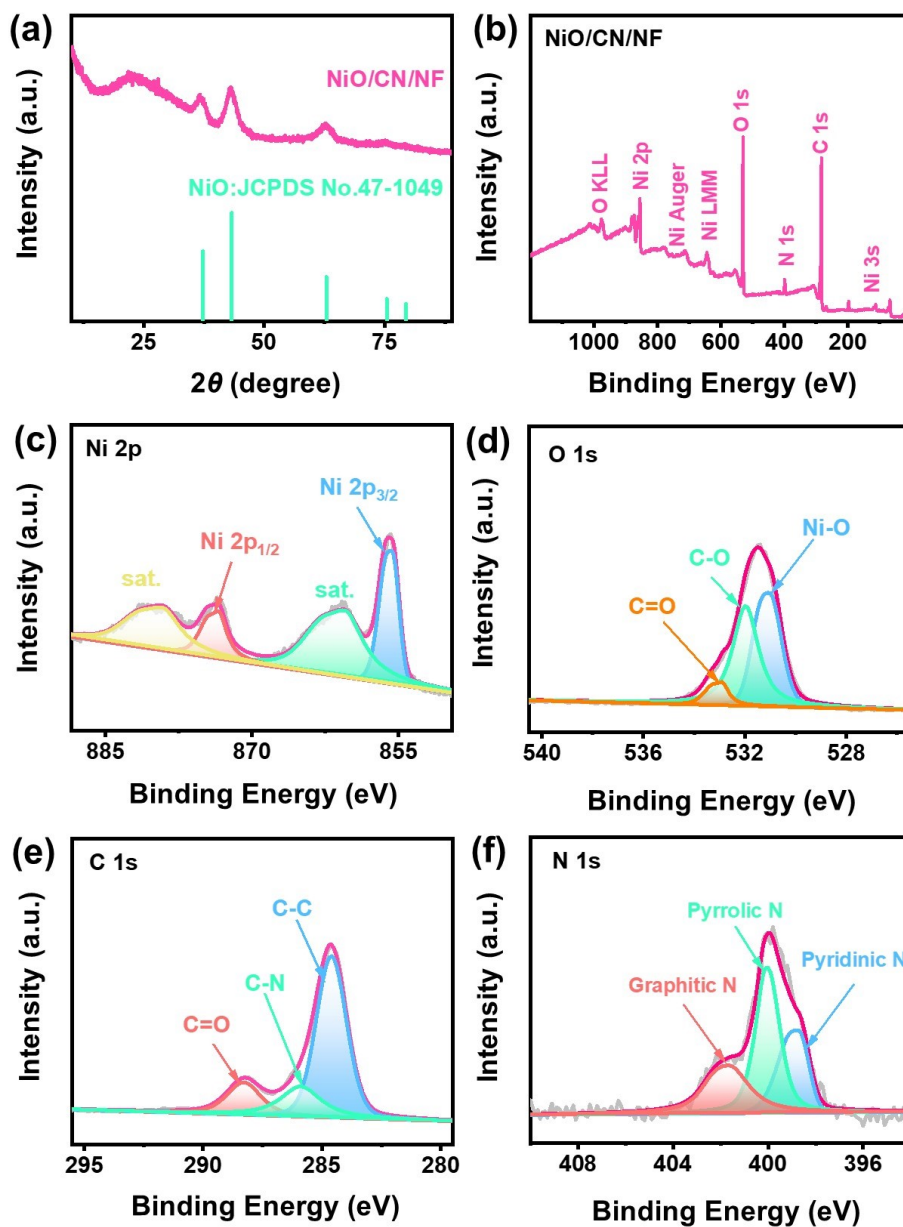 (a)
NiO/CN/NF
NiO:JCPDS No.47-1049
Intensity (a.u.)
25 50 75
2θ (degree)
(b)
NiO/CN/NF
O KLL
Ni 2p
Ni Auger
Ni LMM
O 1s
N 1s
C 1s
Ni 3s
Intensity (a.u.)
1000 800 600 400 200
Binding Energy (eV)
(c)
Ni 2p
Ni 2p3/2
Ni 2p1/2
sat.
sat.
Intensity (a.u.)
885 870 855
Binding Energy (eV)
(d)
O 1s
Ni-O
C-O
C=O
Intensity (a.u.)
540 536 532 528
Binding Energy (eV)
(e)
C 1s
C-C
C-N
C=O
Intensity (a.u.)
295 290 285 280
Binding Energy (eV)
(f)
N 1s
Pyrrolic N
Pyridinic N
Graphitic N
Intensity (a.u.)
408 404 400 396
Binding Energy (eV)